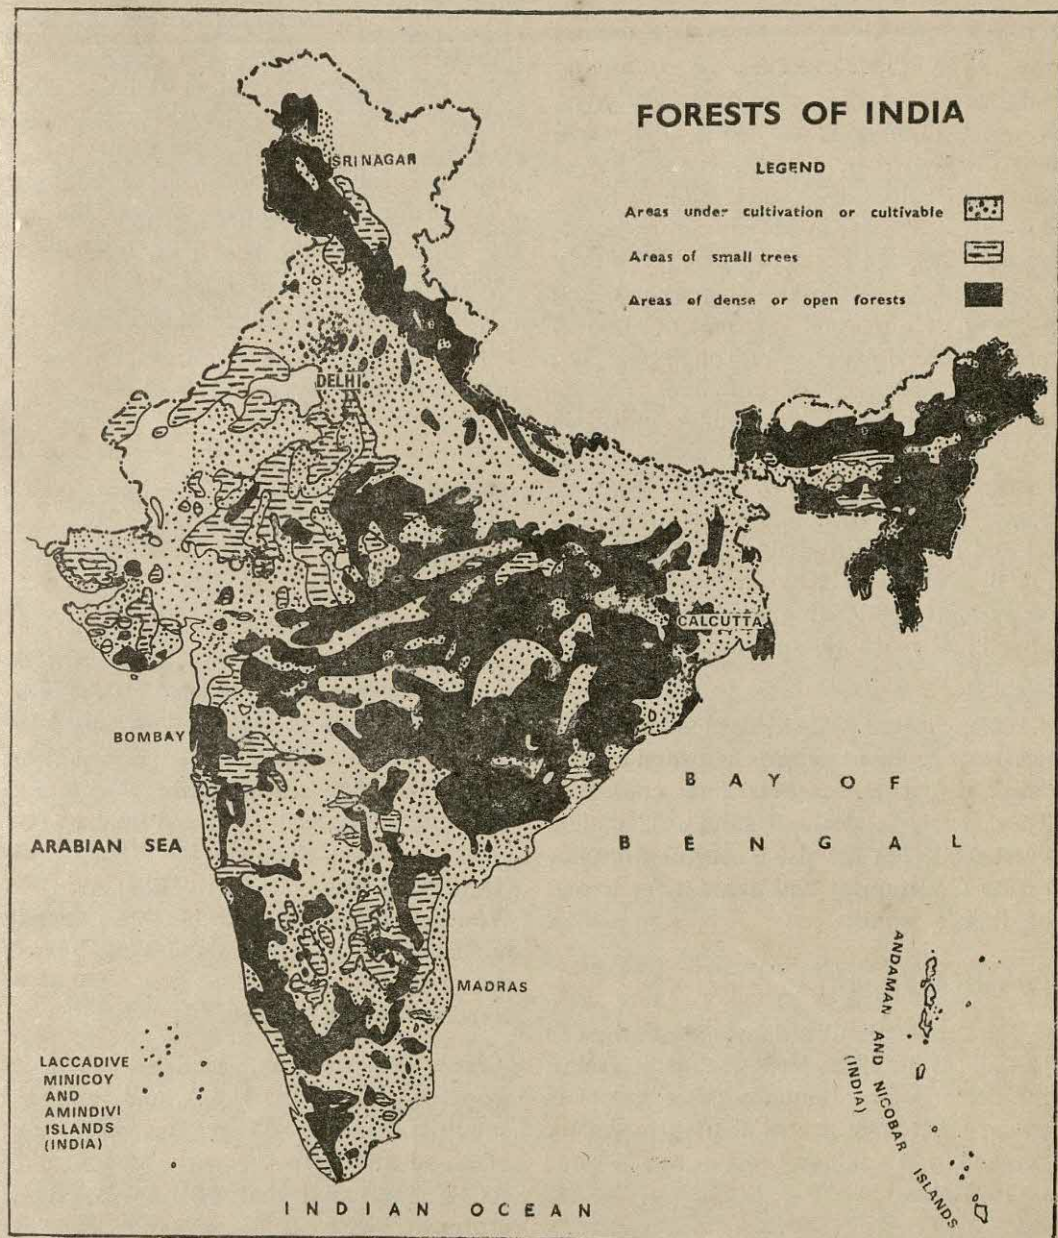 FORESTS OF INDIA
LEGEND
Areas under cultivation or cultivable
Areas of small trees
Areas of dense or open forests
SRINAGAR
DELHI
CALCUTTA
BOMBAY
BAY OF
BENGAL
ARABIAN SEA
MADRAS
LACCADIVE
MINICOY
AND
AMINDIVI
ISLANDS
(INDIA)
ANDAMAN AND NICOBAR ISLANDS
(INDIA)
INDIAN OCEAN